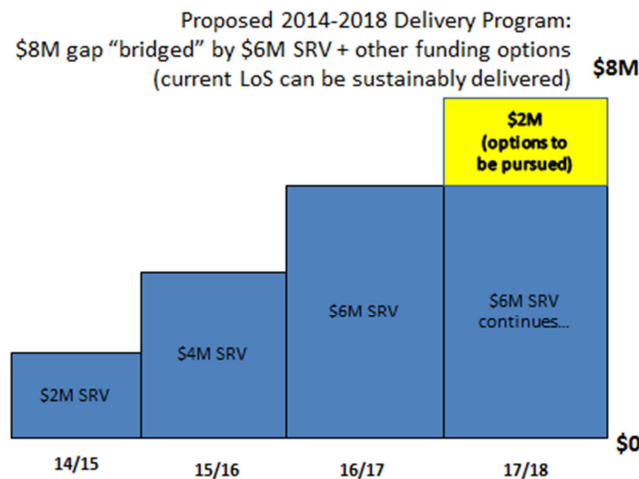 Proposed 2014-2018 Delivery Program:
$8M gap “bridged” by $6M SRV + other funding options
(current LoS can be sustainably delivered)
$8M
$2M
(options to
be pursued)
$2M SRV
$4M SRV
$6M SRV
$6M SRV
continues...
$0
14/15
15/16
16/17
17/18